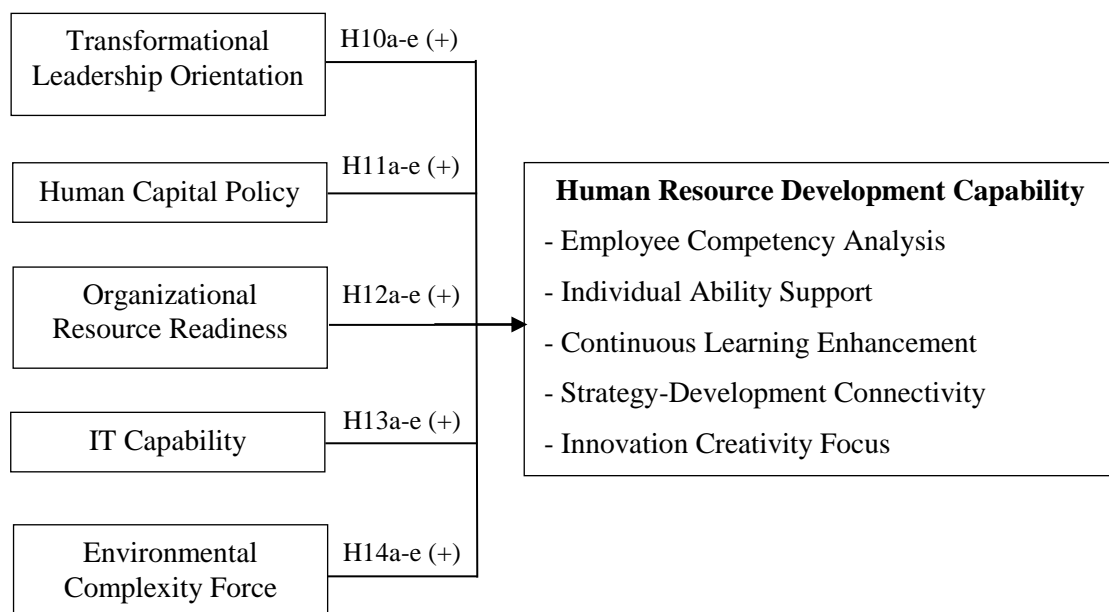 Transformational
Leadership Orientation
H10a-e (+)
Human Capital Policy
H11a-e (+)
Organizational
Resource Readiness
H12a-e (+)
IT Capability
H13a-e (+)
Environmental
Complexity Force
H14a-e (+)
Human Resource Development Capability
- Employee Competency Analysis
- Individual Ability Support
- Continuous Learning Enhancement
- Strategy-Development Connectivity
- Innovation Creativity Focus